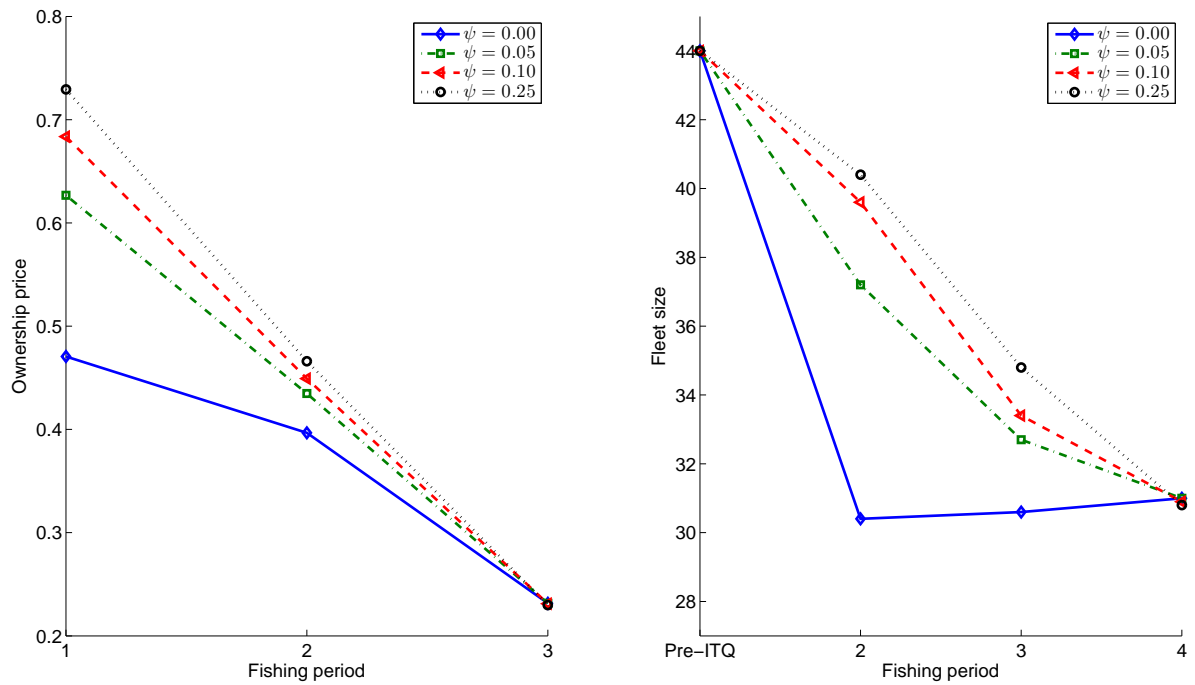 0.8
0.7
0.6
0.5
0.4
0.3
0.2
1
2
3
Ownership price
Fishing period
ψ = 0.00
ψ = 0.05
ψ = 0.10
ψ = 0.25
44
42
40
38
36
34
32
30
28
Pre−ITQ
2
3
4
Fleet size
Fishing period
ψ = 0.00
ψ = 0.05
ψ = 0.10
ψ = 0.25